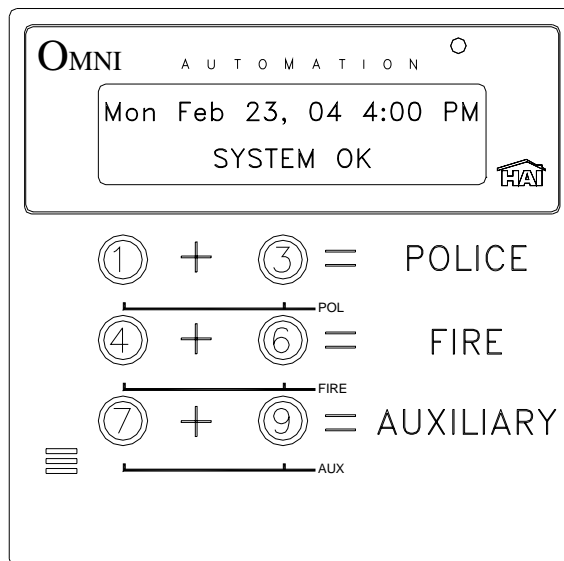 OMNI AUTOMATION
Mon Feb 23, 04 4:00 PM
SYSTEM OK
HAI
1 + 3 = POLICE
POL
4 + 6 = FIRE
FIRE
7 + 9 = AUXILIARY
AUX